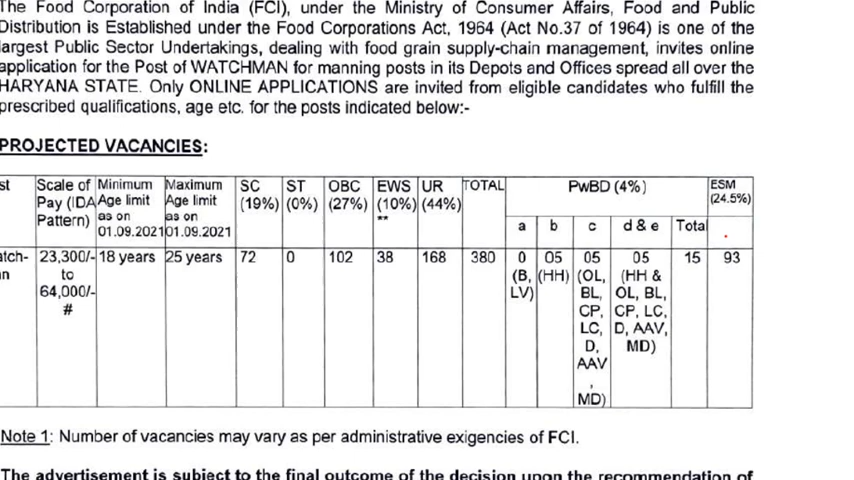 The Food Corporation of India (FCI), under the Ministry of Consumer Affairs, Food and Public
Distribution is Established under the Food Corporations Act, 1964 (Act No.37 of 1964) is one of the
largest Public Sector Undertakings, dealing with food grain supply-chain management, invites online
application for the Post of WATCHMAN for manning posts in its Depots and Offices spread all over the
HARYANA STATE. Only ONLINE APPLICATIONS are invited from eligible candidates who fulfill the
prescribed qualifications, age etc. for the posts indicated below:-
PROJECTED VACANCIES:
st Scale of Pay (IDA Pattern) Minimum Age limit as on 01.09.2021 Maximum Age limit as on 01.09.2021 SC (19%) ST (0%) OBC (27%) EWS (10%) ** UR (44%) TOTAL PwBD (4%) ESM (24.5%)
a b c d & e Total
atch-n 23,300/- to 64,000/- # 18 years 25 years 72 0 102 38 168 380 0 (B, LV) 05 (HH) 05 (OL, BL, CP, LC, D, AAV, MD) 05 (HH & OL, BL, CP, LC, D, AAV, MD) 15 93
Note 1: Number of vacancies may vary as per administrative exigencies of FCI.
The advertisement is subject to the final outcome of the decision upon the recommendation of